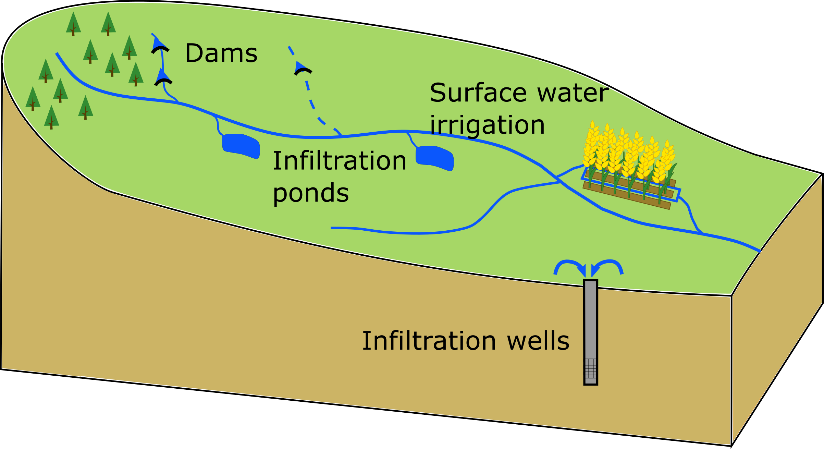 Dams
Surface water
irrigation
Infiltration
ponds
Infiltration wells